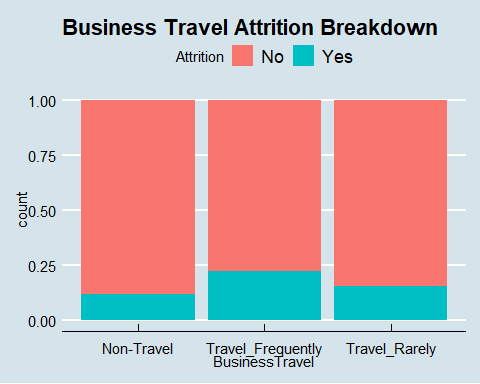 Business Travel Attrition Breakdown
Attrition No Yes
1.00
0.75
0.50
0.25
0.00
count
Non-Travel Travel_Frequently Travel_Rarely
BusinessTravel